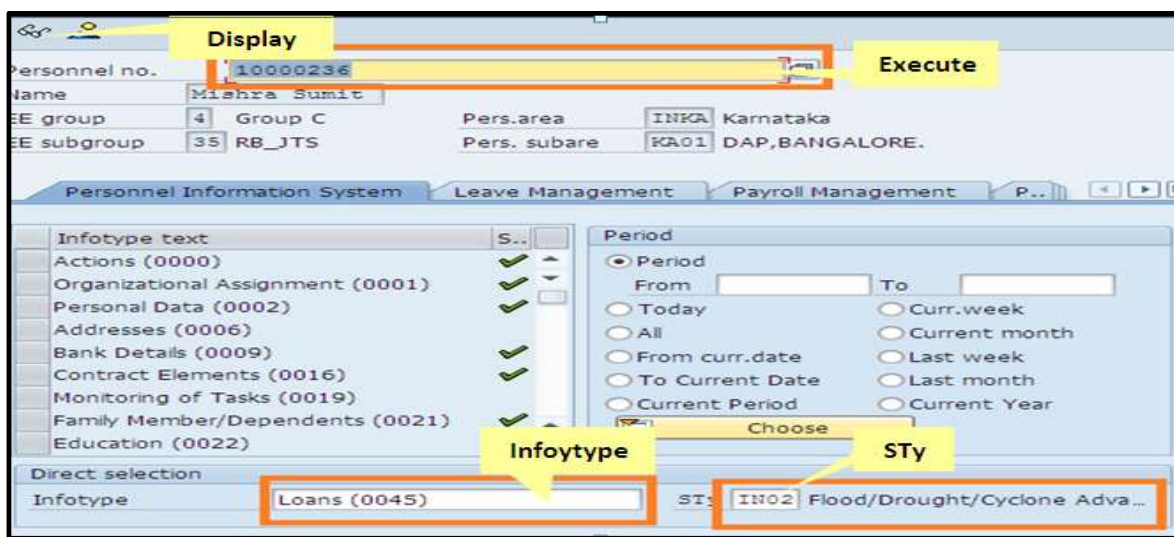 Display
Personnel no. 10000236 Execute
Name Mishra Sumit
EE group 4 Group C Pers.area INKA Karnataka
EE subgroup 35 RB_JTS Pers. subare KA01 DAP,BANGALORE.
Personnel Information System Leave Management Payroll Management P..
Infotype text S..
Actions (0000)
Organizational Assignment (0001)
Personal Data (0002)
Addresses (0006)
Bank Details (0009)
Contract Elements (0016)
Monitoring of Tasks (0019)
Family Member/Dependents (0021)
Education (0022)
Period
Period
From To
Today Curr.week
All Current month
From curr.date Last week
To Current Date Last month
Current Period Current Year
Choose
Infoytype STy
Direct selection
Infotype Loans (0045) STy IN02 Flood/Drought/Cyclone Adva...